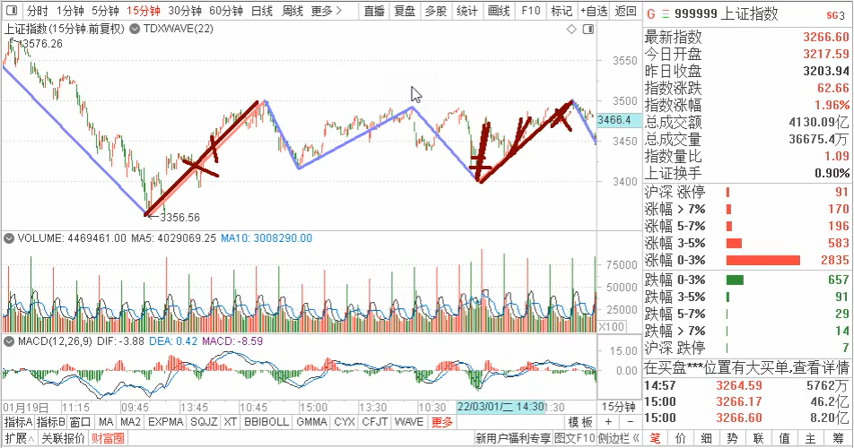 分时 1分钟 5分钟 15分钟 30分钟 60分钟 日线 周线 更多 > 直播 复盘 多股 统计 画线 F10 标记 +自选 返回
上证指数(15分钟.前复权) TDXWAVE(22)
3576.26
3550
3500
3466.4
3450
3400
3356.56
VOLUME: 4469461.00 MA5: 4029069.25 MA10: 3008290.00
75000
50000
25000
X100
MACD(12,26,9) DIF: -3.88 DEA: 0.42 MACD: -8.59
15.00
0.00
01月19日 11:15 09:45 13:45 10:45 15:00 13:30 10:30 22/03/01/二 14:30 1:30 15分钟
指标A 指标B 窗口 MA MA2 EXPMA SQJZ XT BBIBOLL GMMA CYX CFJT WAVE 更多 模板 + −
扩展∧ 关联报价 财富圈 新用户福利专享 图文F10 侧边栏 《
G 三 999999 上证指数 SG3
最新指数 3266.60
今日开盘 3217.59
昨日收盘 3203.94
指数涨跌 62.66
指数涨幅 1.96%
总成交额 4130.09亿
总成交量 36675.4万
指数量比 1.09
上证换手 0.90%
沪深 涨停 91
涨幅 > 7% 170
涨幅 5-7% 196
涨幅 3-5% 583
涨幅 0-3% 2835
跌幅 0-3% 657
跌幅 3-5% 91
跌幅 5-7% 29
跌幅 > 7% 14
沪深 跌停 7
在买盘***位置有大买单,查看详情
14:57 3264.59 5762万
15:00 3266.17 46.2亿
15:00 3266.60 8.20亿
笔 价 细 势 联 值 主 筹